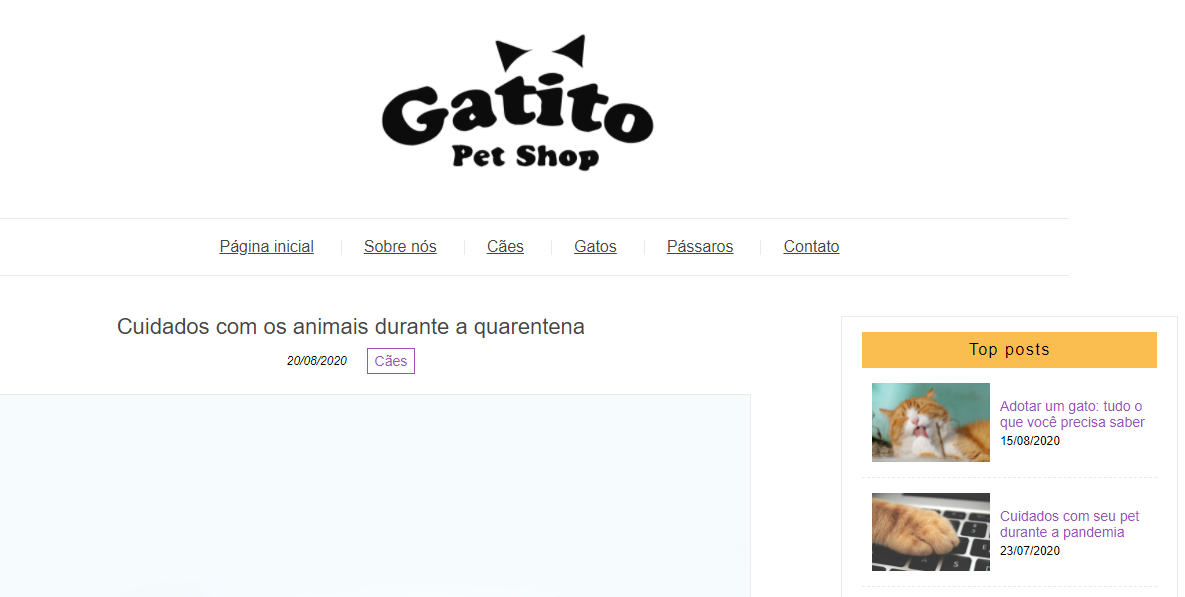 Gatito
Pet Shop
Página inicial
Sobre nós
Cães
Gatos
Pássaros
Contato
Cuidados com os animais durante a quarentena
20/08/2020
Cães
Top posts
Adotar um gato: tudo o
que você precisa saber
15/08/2020
Cuidados com seu pet
durante a pandemia
23/07/2020